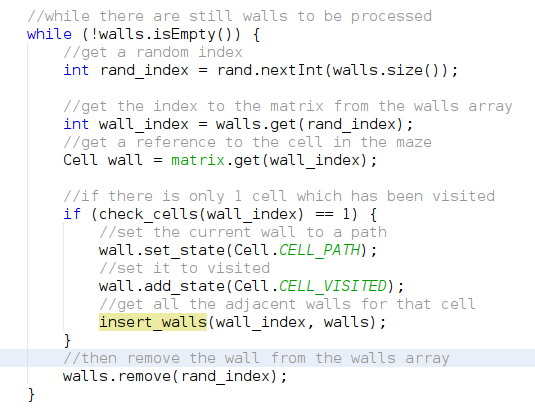 //while there are still walls to be processed
while (!walls.isEmpty()) {
//get a random index
int rand_index = rand.nextInt(walls.size());
//get the index to the matrix from the walls array
int wall_index = walls.get(rand_index);
//get a reference to the cell in the maze
Cell wall = matrix.get(wall_index);
//if there is only 1 cell which has been visited
if (check_cells(wall_index) == 1) {
//set the current wall to a path
wall.set_state(Cell.CELL_PATH);
//set it to visited
wall.add_state(Cell.CELL_VISITED);
//get all the adjacent walls for that cell
insert_walls(wall_index, walls);
}
//then remove the wall from the walls array
walls.remove(rand_index);
}